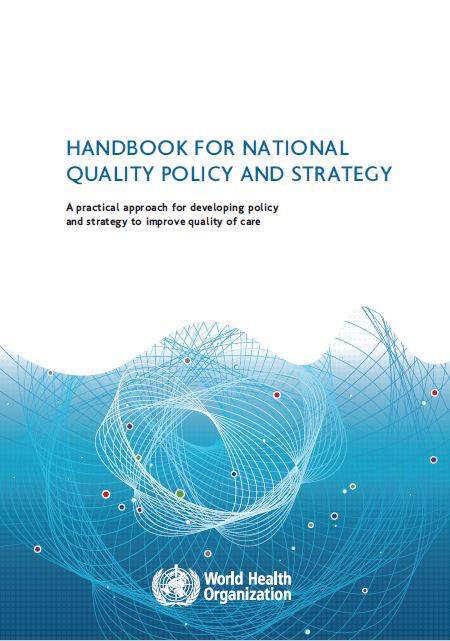 HANDBOOK FOR NATIONAL
QUALITY POLICY AND STRATEGY
A practical approach for developing policy
and strategy to improve quality of care
World Health
Organization